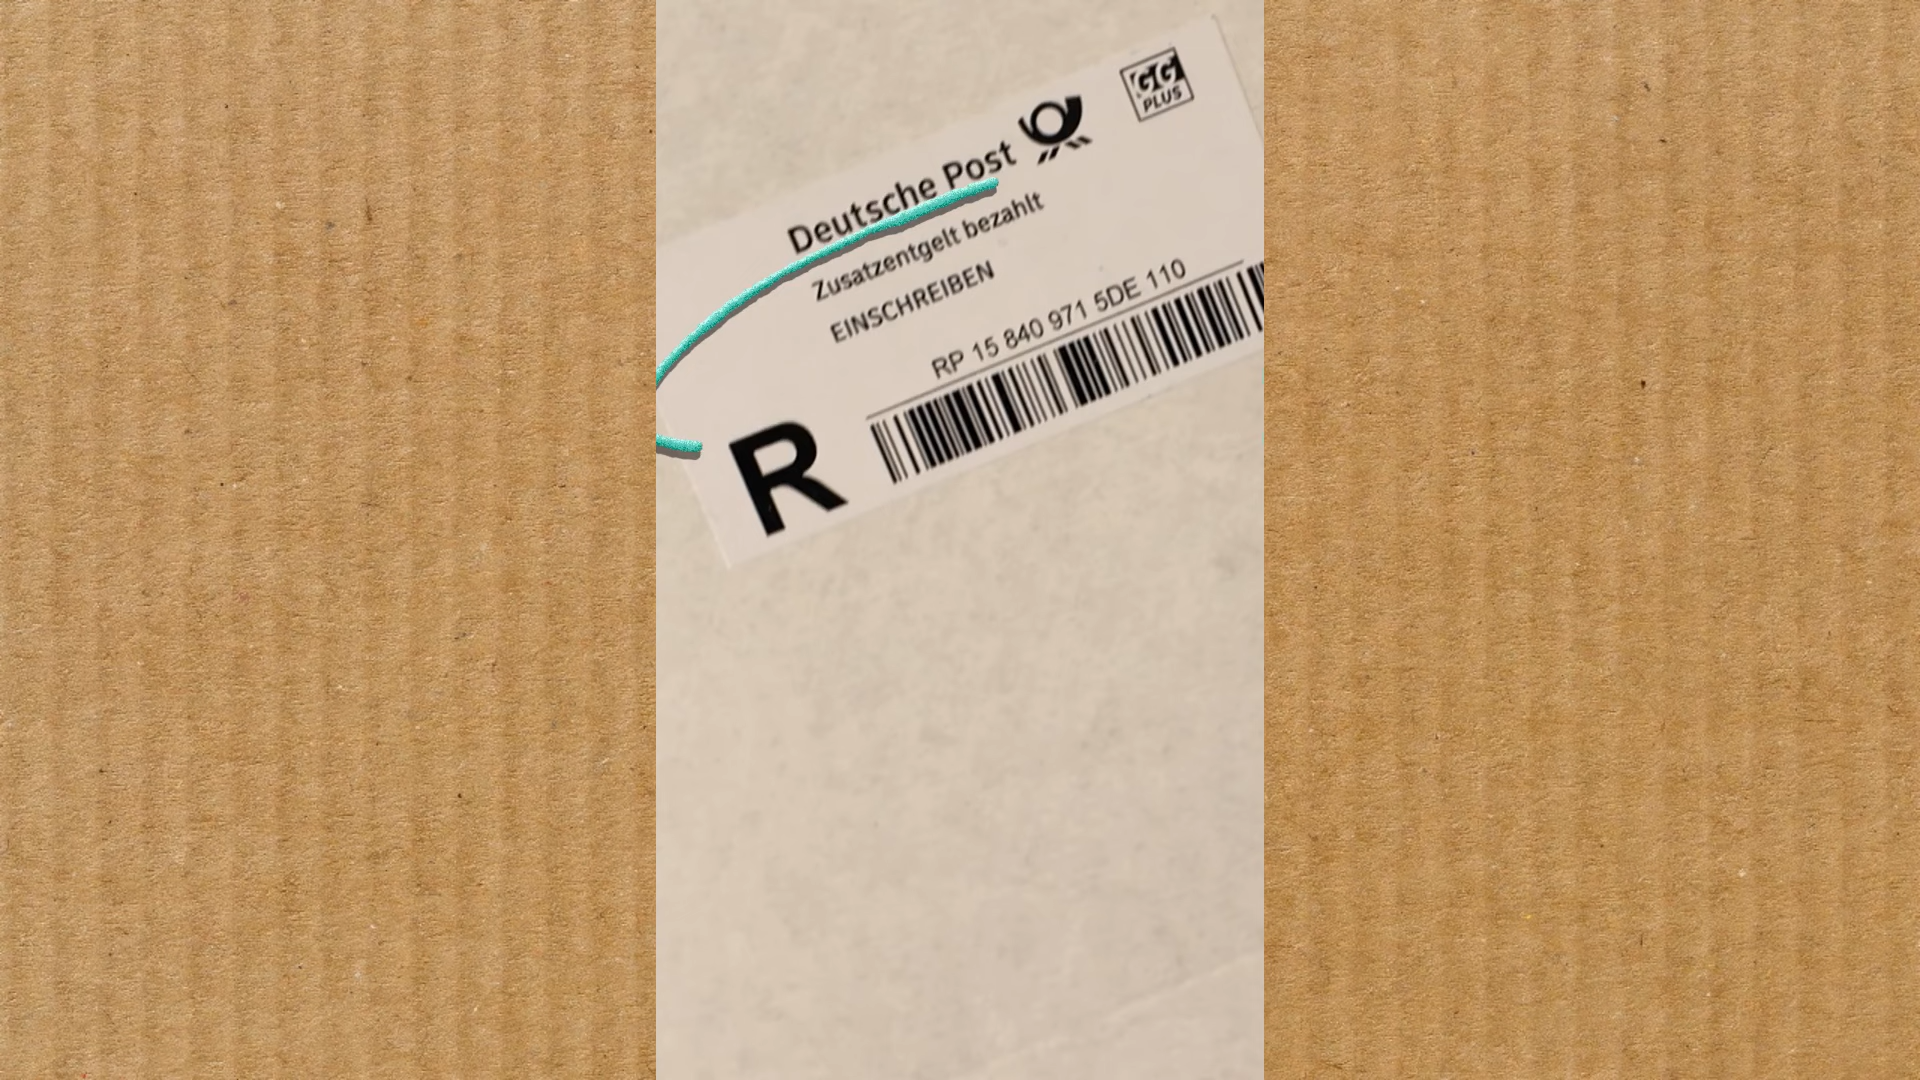 GG
PLUS
Deutsche Post
Zusatzentgelt bezahlt
EINSCHREIBEN
RP 15 840 971 5DE 110
R